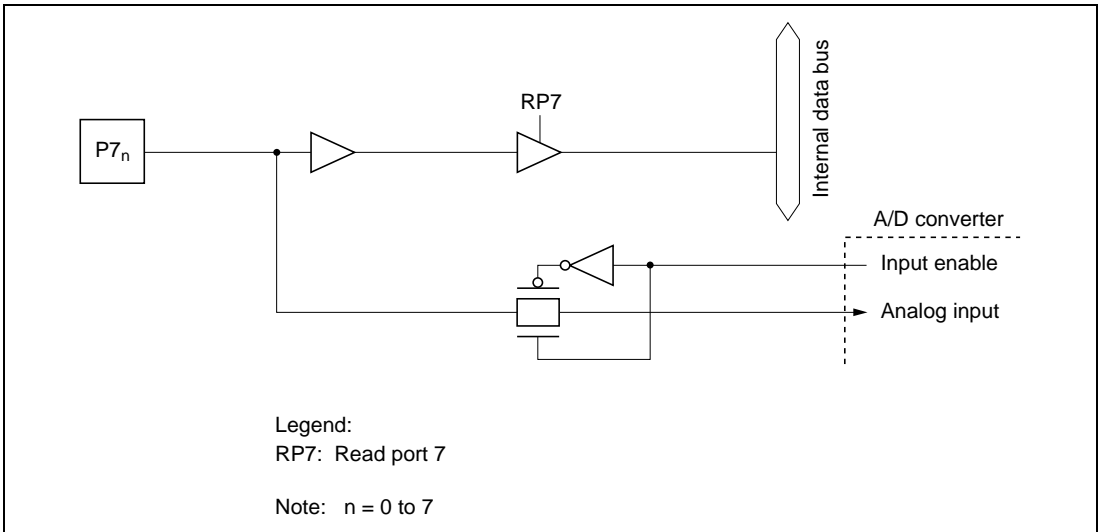 RP7
P7n
Internal data bus
A/D converter
Input enable
Analog input
Legend:
RP7: Read port 7
Note: n = 0 to 7